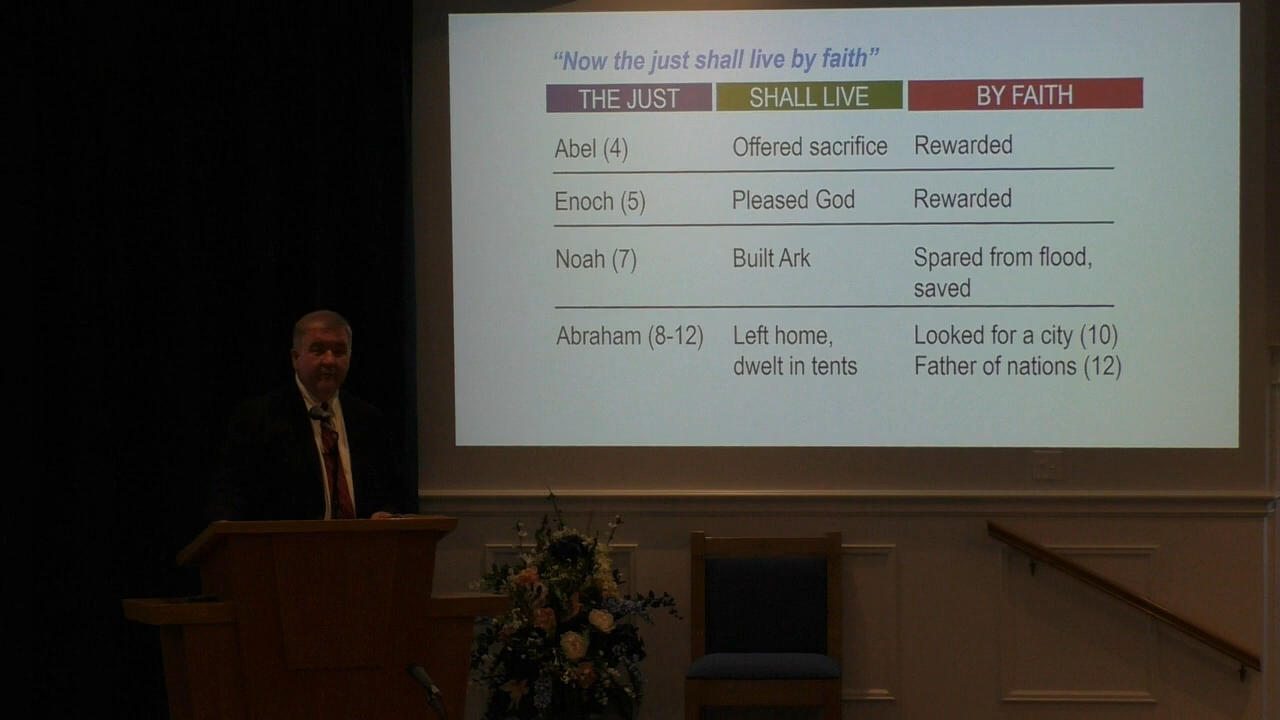 “Now the just shall live by faith”
THE JUST SHALL LIVE BY FAITH
Abel (4) Offered sacrifice Rewarded
Enoch (5) Pleased God Rewarded
Noah (7) Built Ark Spared from flood,
saved
Abraham (8-12) Left home, Looked for a city (10)
dwelt in tents Father of nations (12)